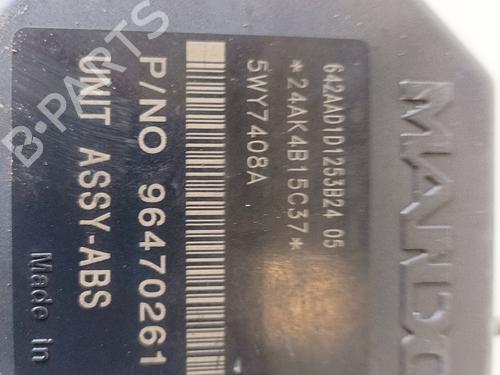 MANDO
642AAD1D1253B24 05
*24AK4B15C37*
5WY7408A
P/NO 96470261
UNIT ASSY-ABS
Made in
B-PARTS